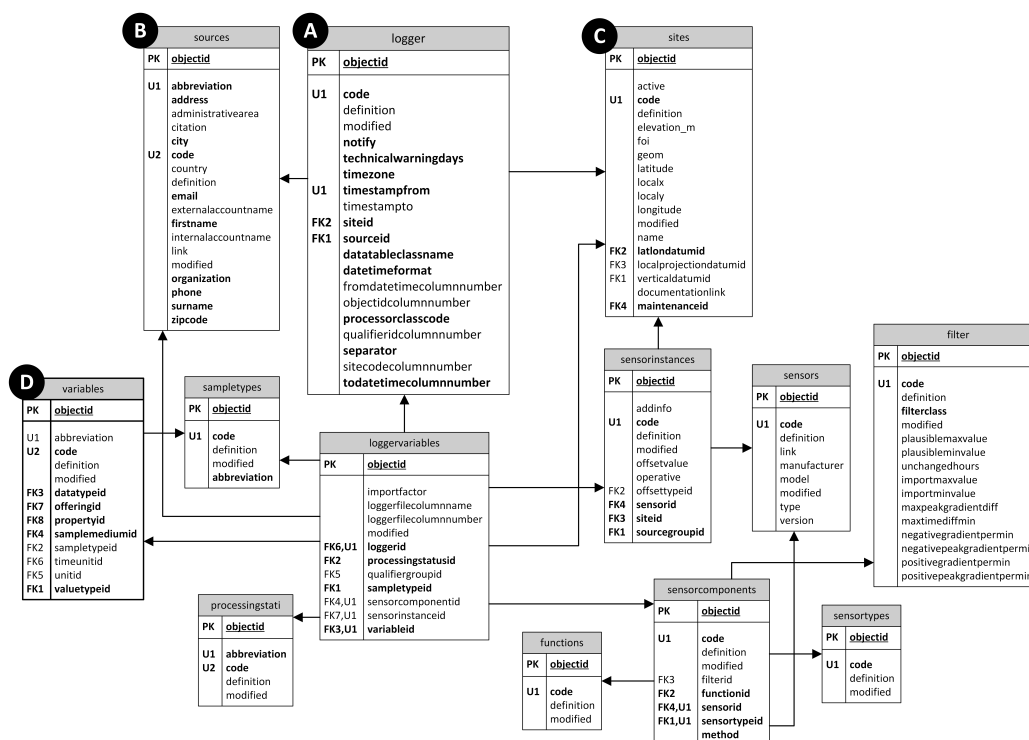 B
sources
PK objectid
U1 abbreviation
address
administrativearea
citation
city
U2 code
country
definition
email
externalaccountname
firstname
internalaccountname
link
modified
organization
phone
surname
zipcode
A
logger
PK objectid
U1 code
definition
modified
notify
technicalwarningdays
timezone
U1 timestampfrom
timestampto
FK2 siteid
FK1 sourceid
datatableclassname
datetimeformat
fromdatetimecolumnnumber
objectidcolumnnumber
processorclasscode
qualifieridcolumnnumber
separator
sitecodecolumnnumber
todatetimecolumnnumber
C
sites
PK objectid
active
U1 code
definition
elevation_m
foi
geom
latitude
localx
localy
longitude
modified
name
FK2 latlondatumid
FK3 localprojectiondatumid
FK1 verticaldatumid
documentationlink
FK4 maintenanceid
D
variables
PK objectid
U1 abbreviation
U2 code
definition
modified
FK3 datatypeid
FK7 offeringid
FK8 propertyid
FK4 samplemediumid
FK2 sampletypeid
FK6 timeunitid
FK5 unitid
FK1 valuetypeid
sampletypes
PK objectid
U1 code
definition
modified
abbreviation
loggervariables
PK objectid
importfactor
loggerfilecolumnname
loggerfilecolumnnumber
modified
FK6,U1 loggerid
FK2 processingstatusid
FK5 qualifiergroupid
FK1 sampletypeid
FK4,U1 sensorcomponentid
FK7,U1 sensorinstanceid
FK3,U1 variableid
sensorinstances
PK objectid
addinfo
U1 code
definition
modified
offsetvalue
operative
FK2 offsettypeid
FK4 sensorid
FK3 siteid
FK1 sourcegroupid
sensors
PK objectid
U1 code
definition
link
manufacturer
model
modified
type
version
filter
PK objectid
U1 code
definition
filterclass
modified
plausiblemaxvalue
plausibleminvalue
unchangedhours
importmaxvalue
importminvalue
maxpeakgradientdiff
maxtimediffmin
negativegradientpermin
negativepeakgradientpermin
positivegradientpermin
positivepeakgradientpermin
processingstati
PK objectid
U1 abbreviation
U2 code
definition
modified
functions
PK objectid
U1 code
definition
modified
sensorcomponents
PK objectid
U1 code
definition
modified
FK3 filterid
FK2 functionid
FK4,U1 sensorid
FK1,U1 sensortypeid
method
sensortypes
PK objectid
U1 code
definition
modified